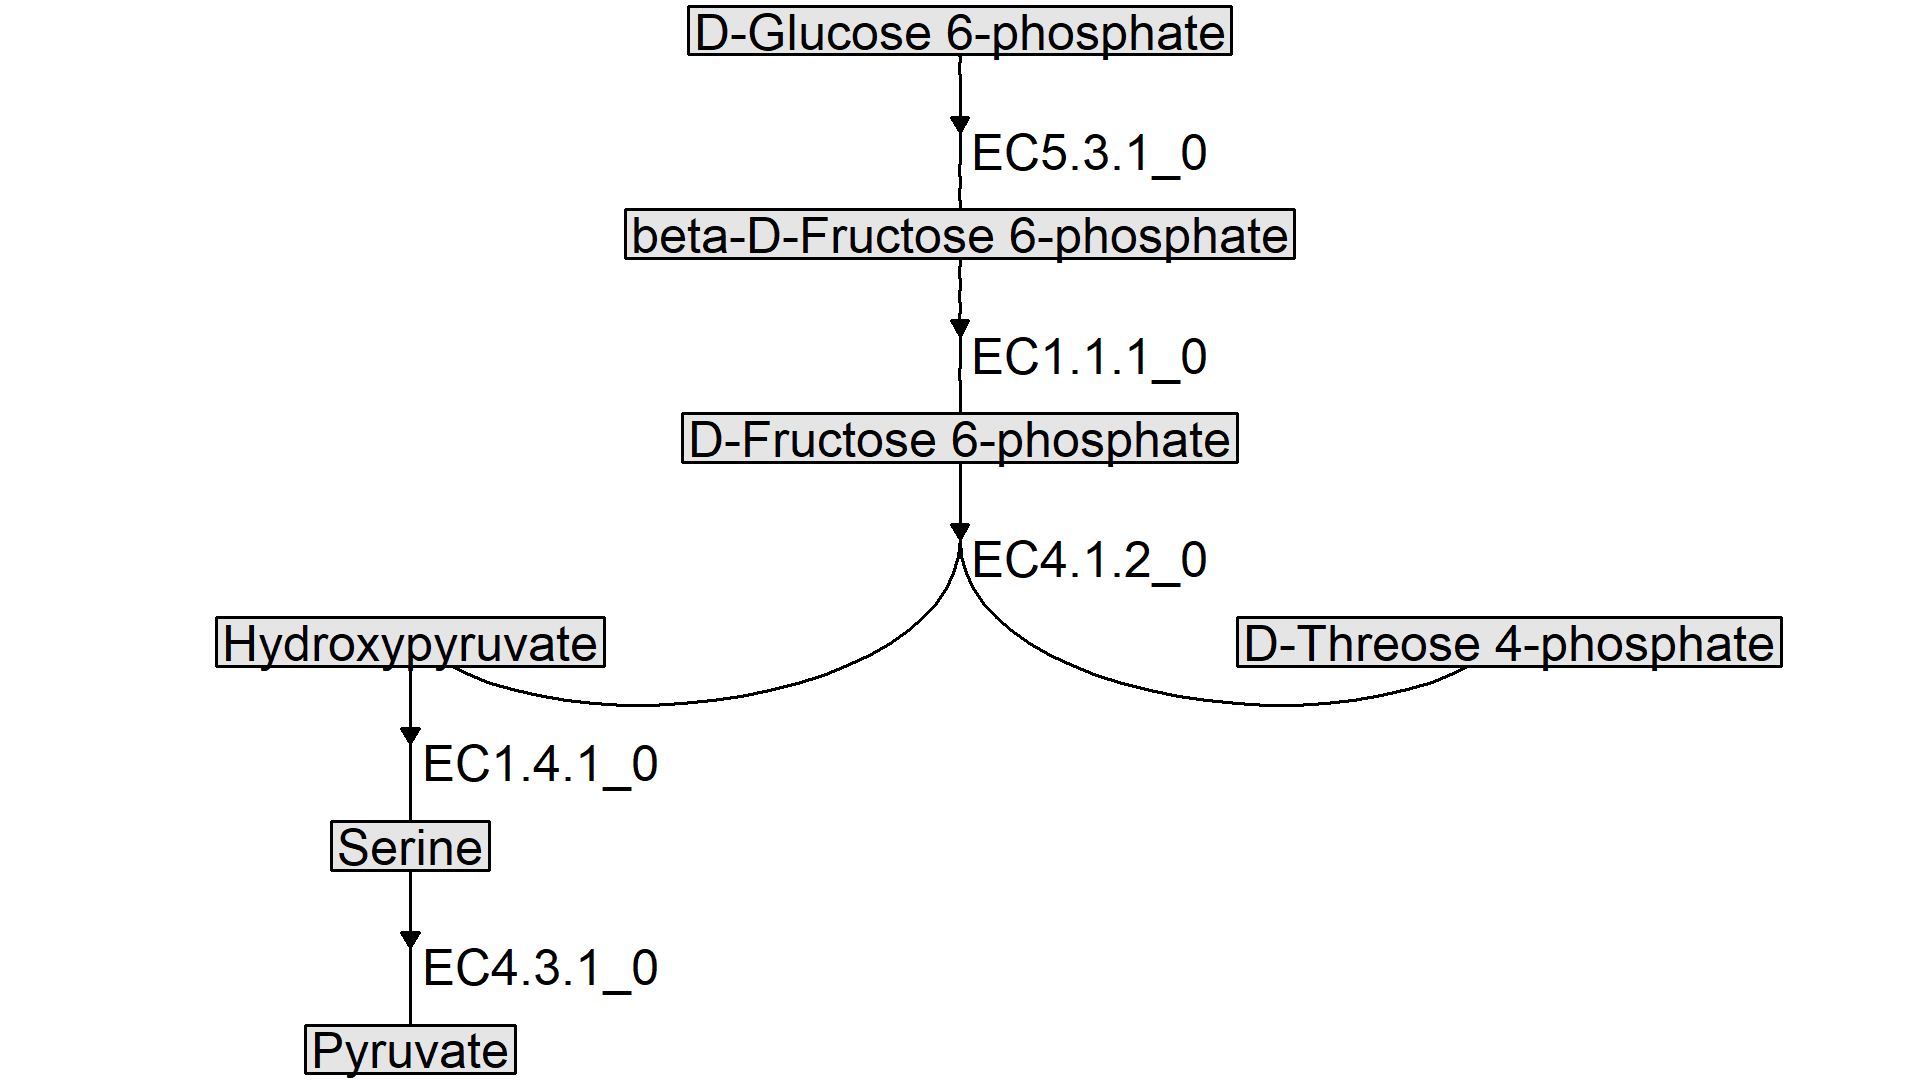 D-Glucose 6-phosphate
EC5.3.1_0
beta-D-Fructose 6-phosphate
EC1.1.1_0
D-Fructose 6-phosphate
EC4.1.2_0
Hydroxypyruvate
D-Threose 4-phosphate
EC1.4.1_0
Serine
EC4.3.1_0
Pyruvate